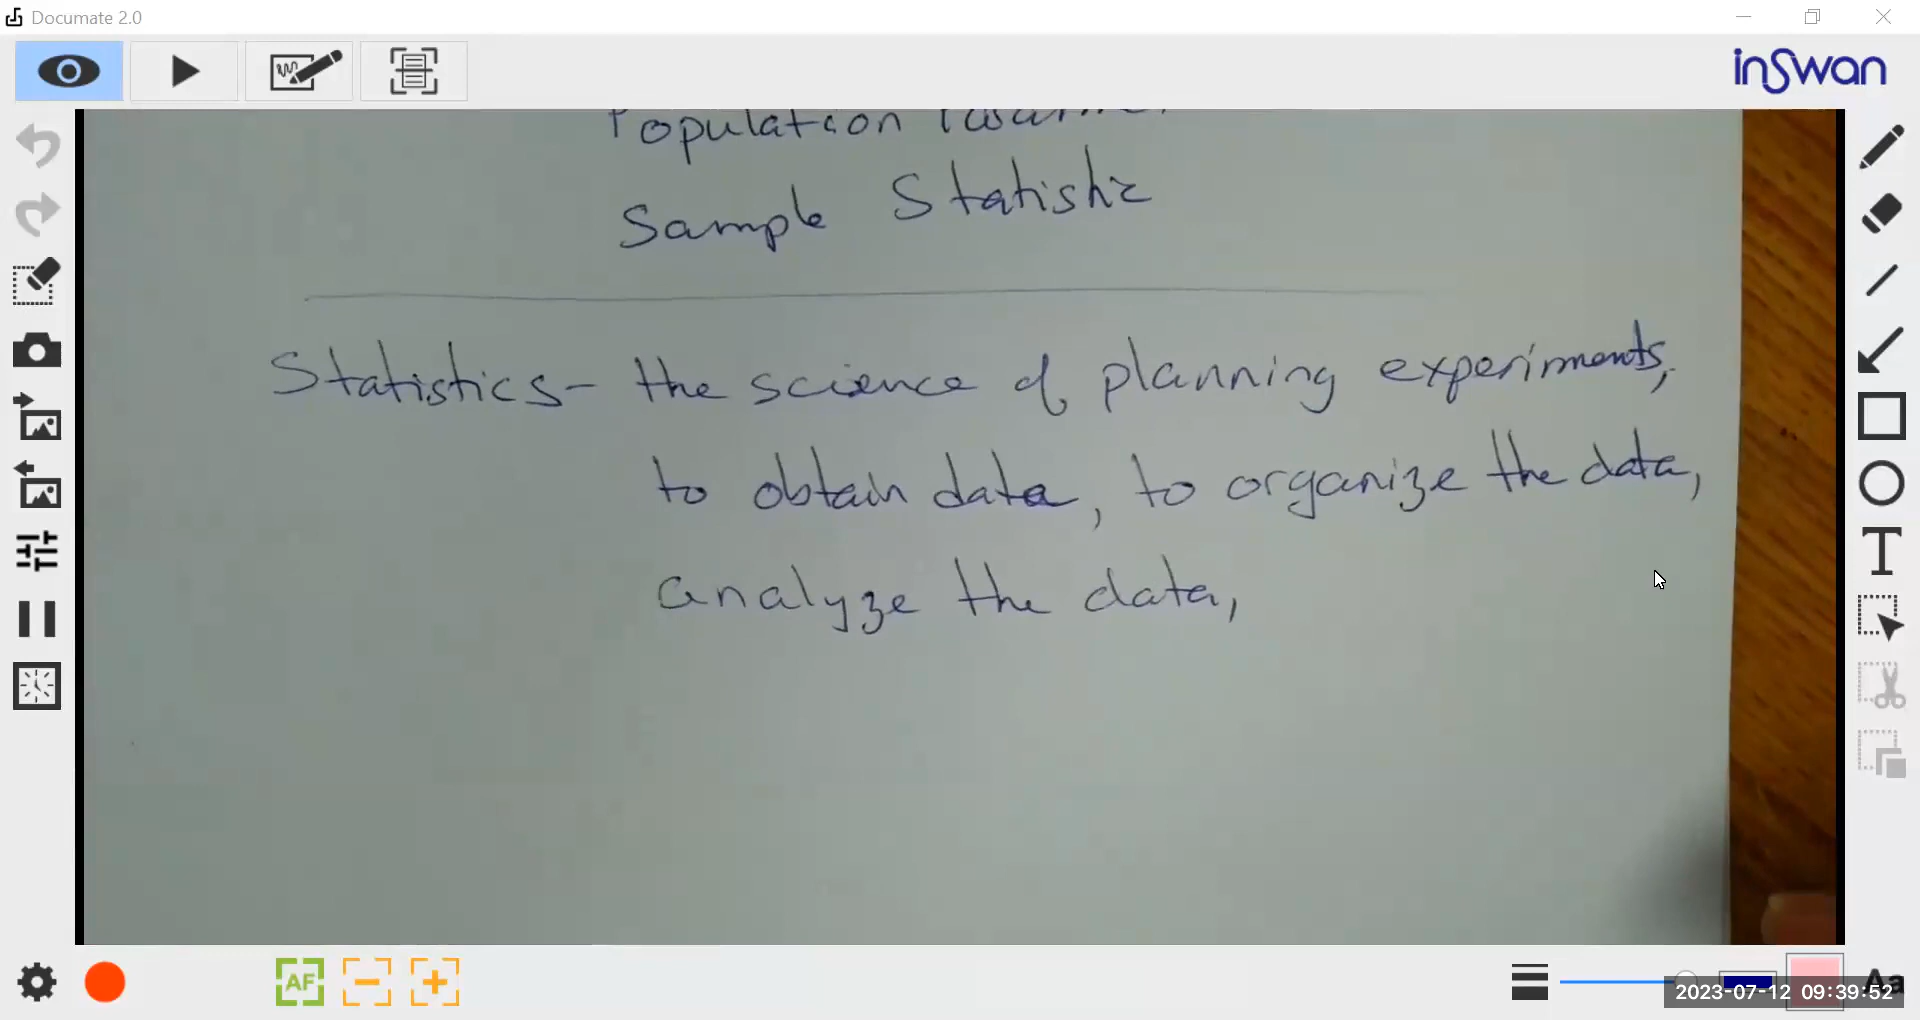 Documate 2.0
inSwan
Population
Sample Statistic
Statistics - the science of planning experiments,
to obtain data, to organize the data,
analyze the data,
T
AF
Aa
2023-07-12 09:39:52